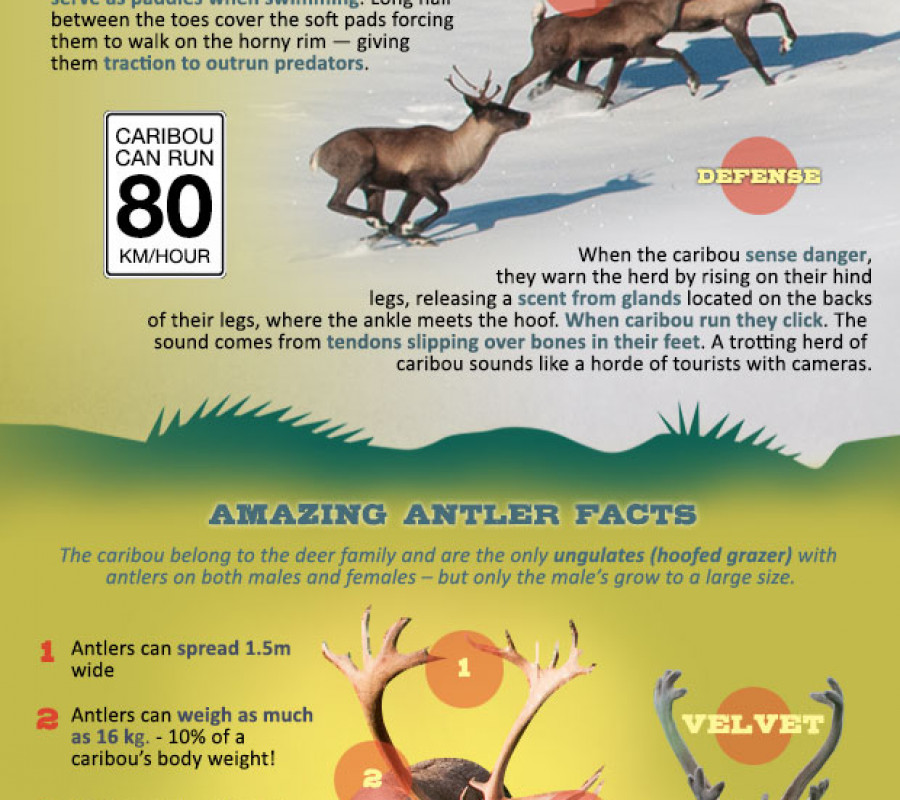 serve as paddles when swimming. Long hair
between the toes cover the soft pads forcing
them to walk on the horny rim — giving
them traction to outrun predators.
CARIBOU
CAN RUN
80
KM/HOUR
DEFENSE
When the caribou sense danger,
they warn the herd by rising on their hind
legs, releasing a scent from glands located on the backs
of their legs, where the ankle meets the hoof. When caribou run they click. The
sound comes from tendons slipping over bones in their feet. A trotting herd of
caribou sounds like a horde of tourists with cameras.
AMAZING ANTLER FACTS
The caribou belong to the deer family and are the only ungulates (hoofed grazer) with
antlers on both males and females – but only the male's grow to a large size.
1 Antlers can spread 1.5m
wide
2 Antlers can weigh as much
as 16 kg. - 10% of a
caribou's body weight!
1
2
VELVET